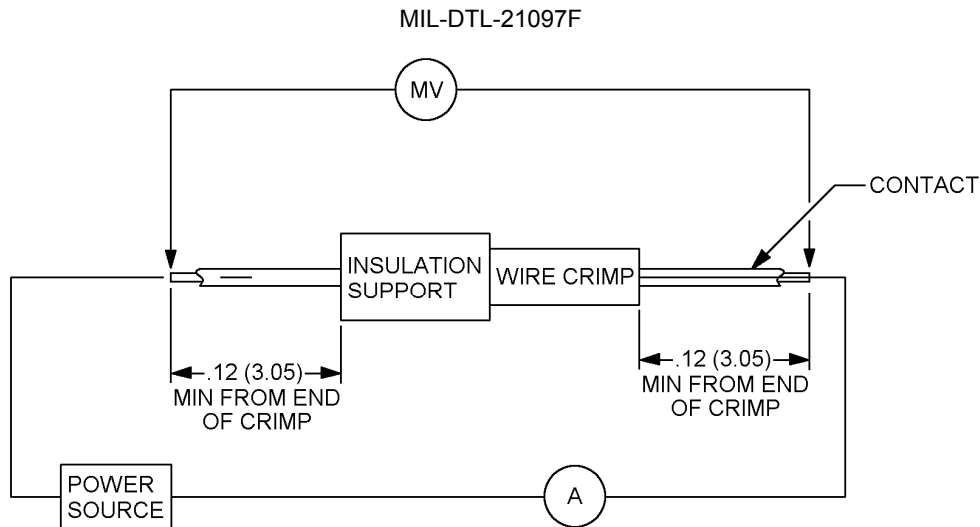 MIL-DTL-21097F
MV
CONTACT
INSULATION
SUPPORT
WIRE CRIMP
.12 (3.05)
MIN FROM END
OF CRIMP
.12 (3.05)
MIN FROM END
OF CRIMP
POWER
SOURCE
A